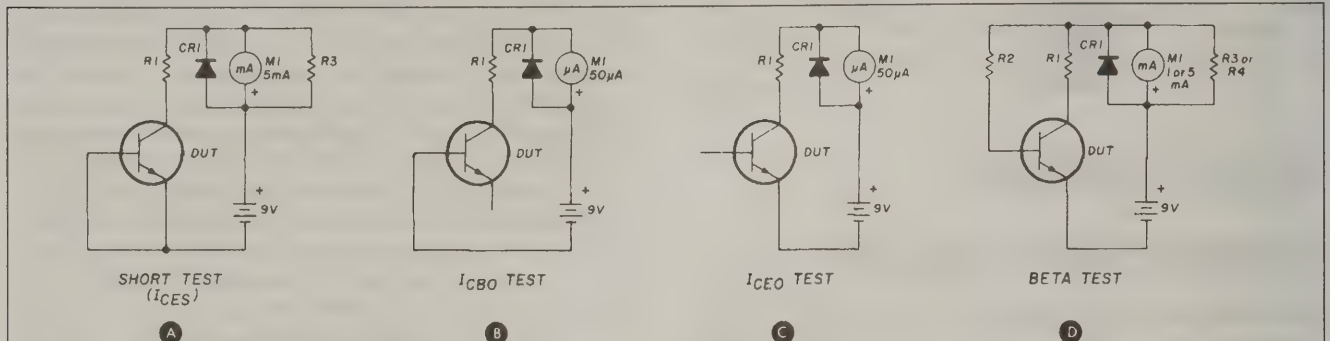 R1
CR1
mA
M1
5mA
R3
+
DUT
+
9V
SHORT TEST
(ICES)
A
R1
CR1
µA
M1
50µA
+
DUT
+
9V
ICBO TEST
B
R1
CR1
µA
M1
50µA
+
DUT
+
9V
ICEO TEST
C
R2
R1
CR1
mA
M1
1 or 5
mA
+
R3 or
R4
DUT
+
9V
BETA TEST
D